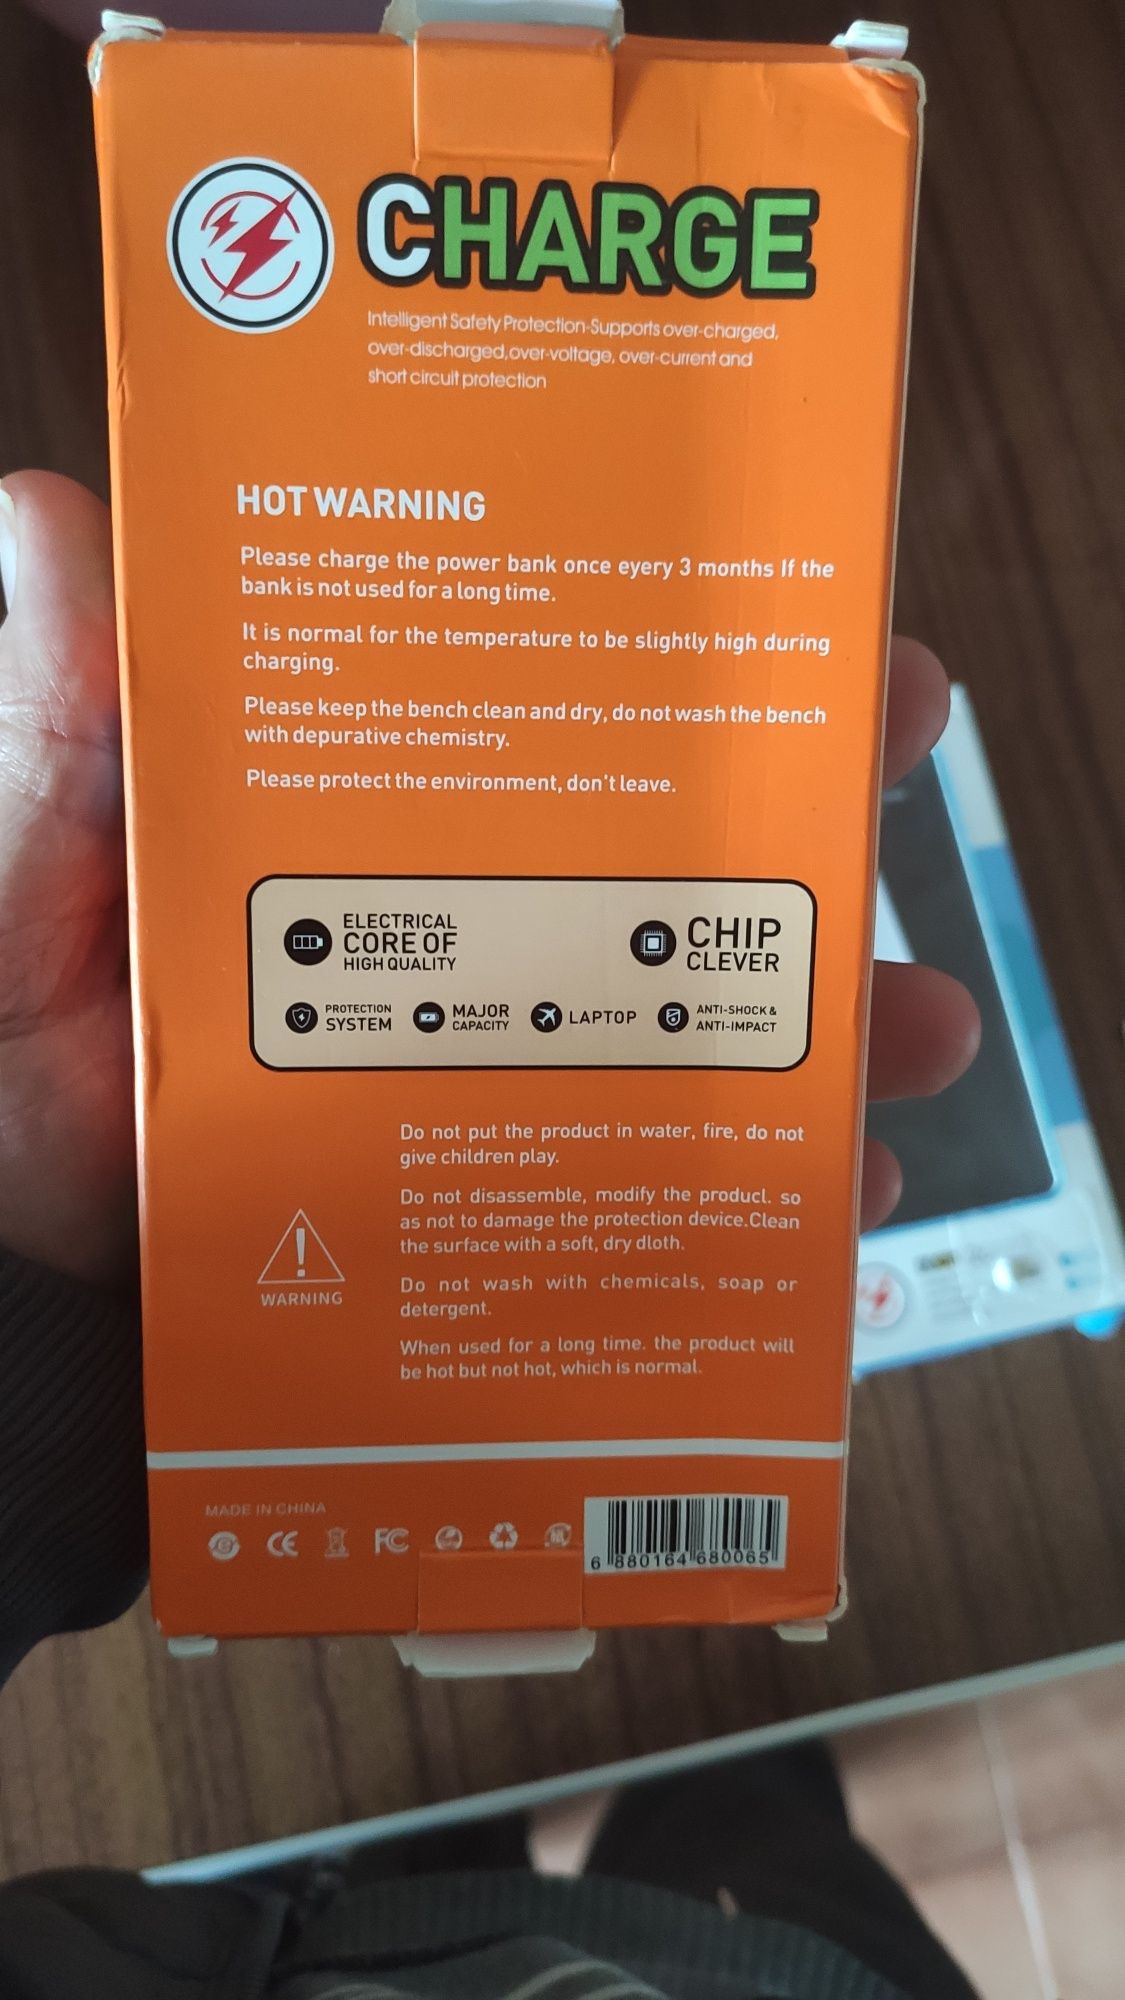 CHARGE
Intelligent Safety Protection-Supports over-charged,
over-discharged,over-voltage, over-current and
short circuit protection
HOT WARNING
Please charge the power bank once eyery 3 months If the
bank is not used for a long time.
It is normal for the temperature to be slightly high during
charging.
Please keep the bench clean and dry, do not wash the bench
with depurative chemistry.
Please protect the environment, don't leave.
ELECTRICAL
CORE OF
HIGH QUALITY
CHIP
CLEVER
PROTECTION
SYSTEM
MAJOR
CAPACITY
LAPTOP
ANTI-SHOCK &
ANTI-IMPACT
Do not put the product in water, fire, do not
give children play.
Do not disassemble, modify the producl. so
as not to damage the protection device.Clean
the surface with a soft, dry dloth.
Do not wash with chemicals, soap or
detergent.
When used for a long time. the product will
be hot but not hot, which is normal.
WARNING
MADE IN CHINA
CE
FC
6 880164 680065